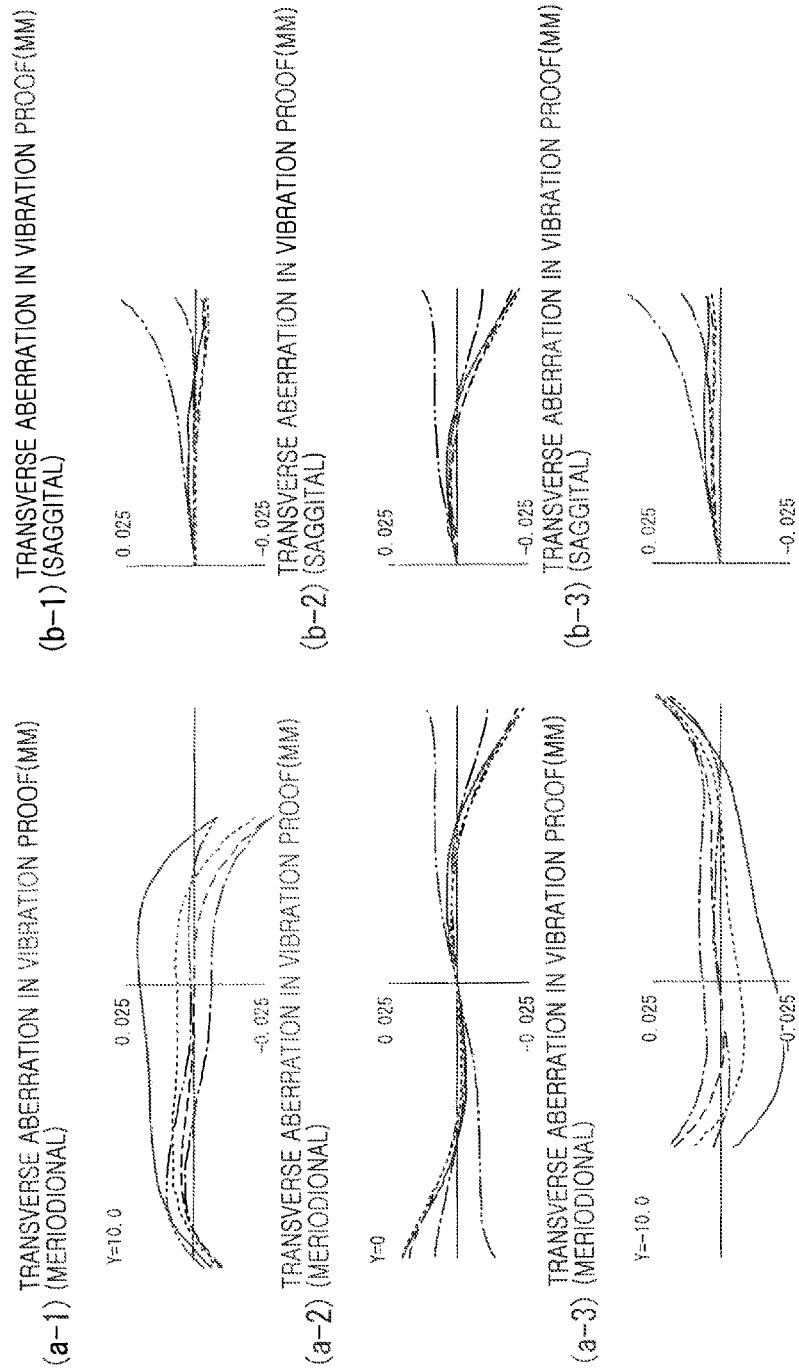 TRANSVERSE ABERRATION IN VIBRATION PROOF(MM)
(a-1) (MERIODIONAL)
Y=10.0
0.025
-0.025
TRANSVERSE ABERRATION IN VIBRATION PROOF(MM)
(b-1) (SAGGITAL)
0.025
-0.025
TRANSVERSE ABERRATION IN VIBRATION PROOF(MM)
(a-2) (MERIODIONAL)
Y=0
0.025
-0.025
TRANSVERSE ABERRATION IN VIBRATION PROOF(MM)
(b-2) (SAGGITAL)
0.025
-0.025
TRANSVERSE ABERRATION IN VIBRATION PROOF(MM)
(a-3) (MERIODIONAL)
Y=-10.0
0.025
-0.025
TRANSVERSE ABERRATION IN VIBRATION PROOF(MM)
(b-3) (SAGGITAL)
0.025
-0.025